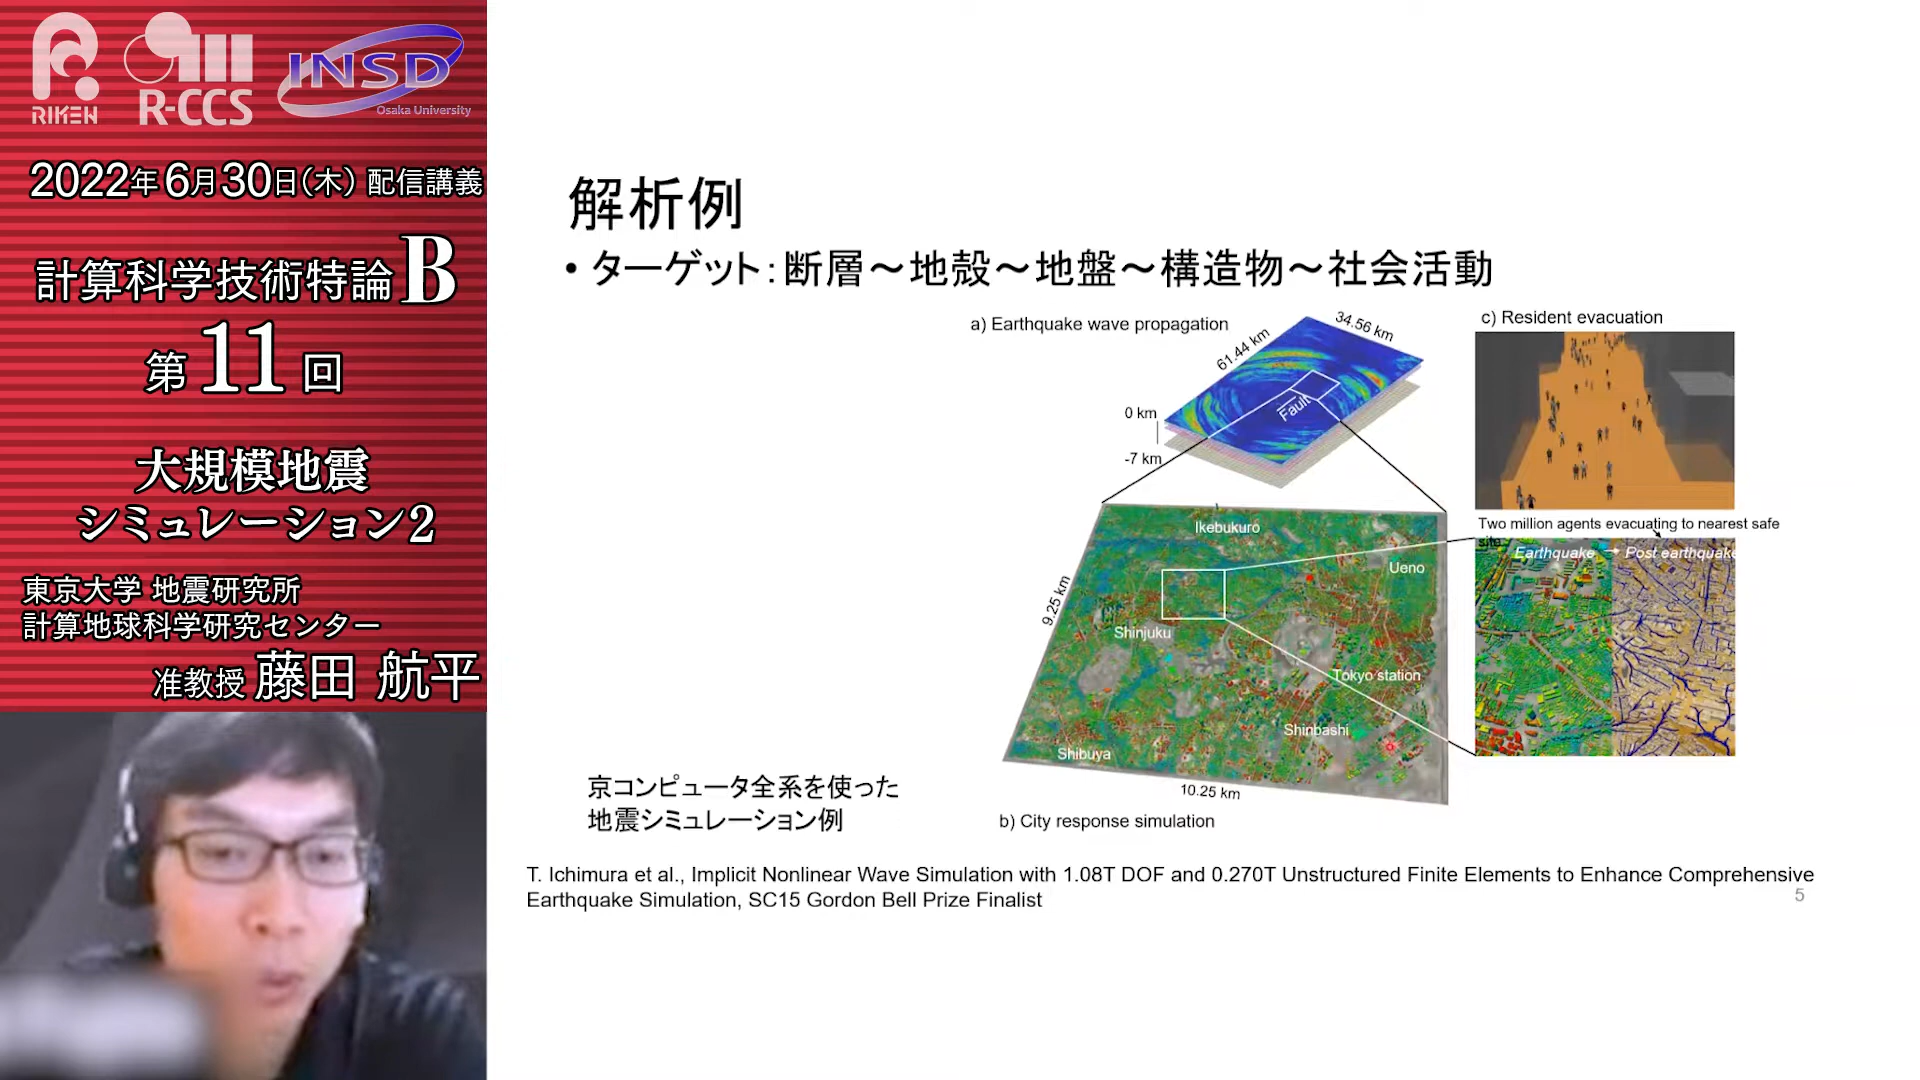 RIKEN
R-CCS
INSD
Osaka University
2022年6月30日(木) 配信講義
計算科学技術特論B
第11回
大規模地震
シミュレーション2
東京大学 地震研究所
計算地球科学研究センター
准教授 藤田 航平
解析例
• ターゲット：断層～地殻～地盤～構造物～社会活動
a) Earthquake wave propagation
61.44 km
34.56 km
0 km
-7 km
Fault
c) Resident evacuation
Two million agents evacuating to nearest safe
site
Earthquake → Post earthquake
Ikebukuro
Ueno
9.25 km
Shinjuku
Tokyo station
Shinbashi
Shibuya
10.25 km
b) City response simulation
京コンピュータ全系を使った
地震シミュレーション例
T. Ichimura et al., Implicit Nonlinear Wave Simulation with 1.08T DOF and 0.270T Unstructured Finite Elements to Enhance Comprehensive
Earthquake Simulation, SC15 Gordon Bell Prize Finalist
5